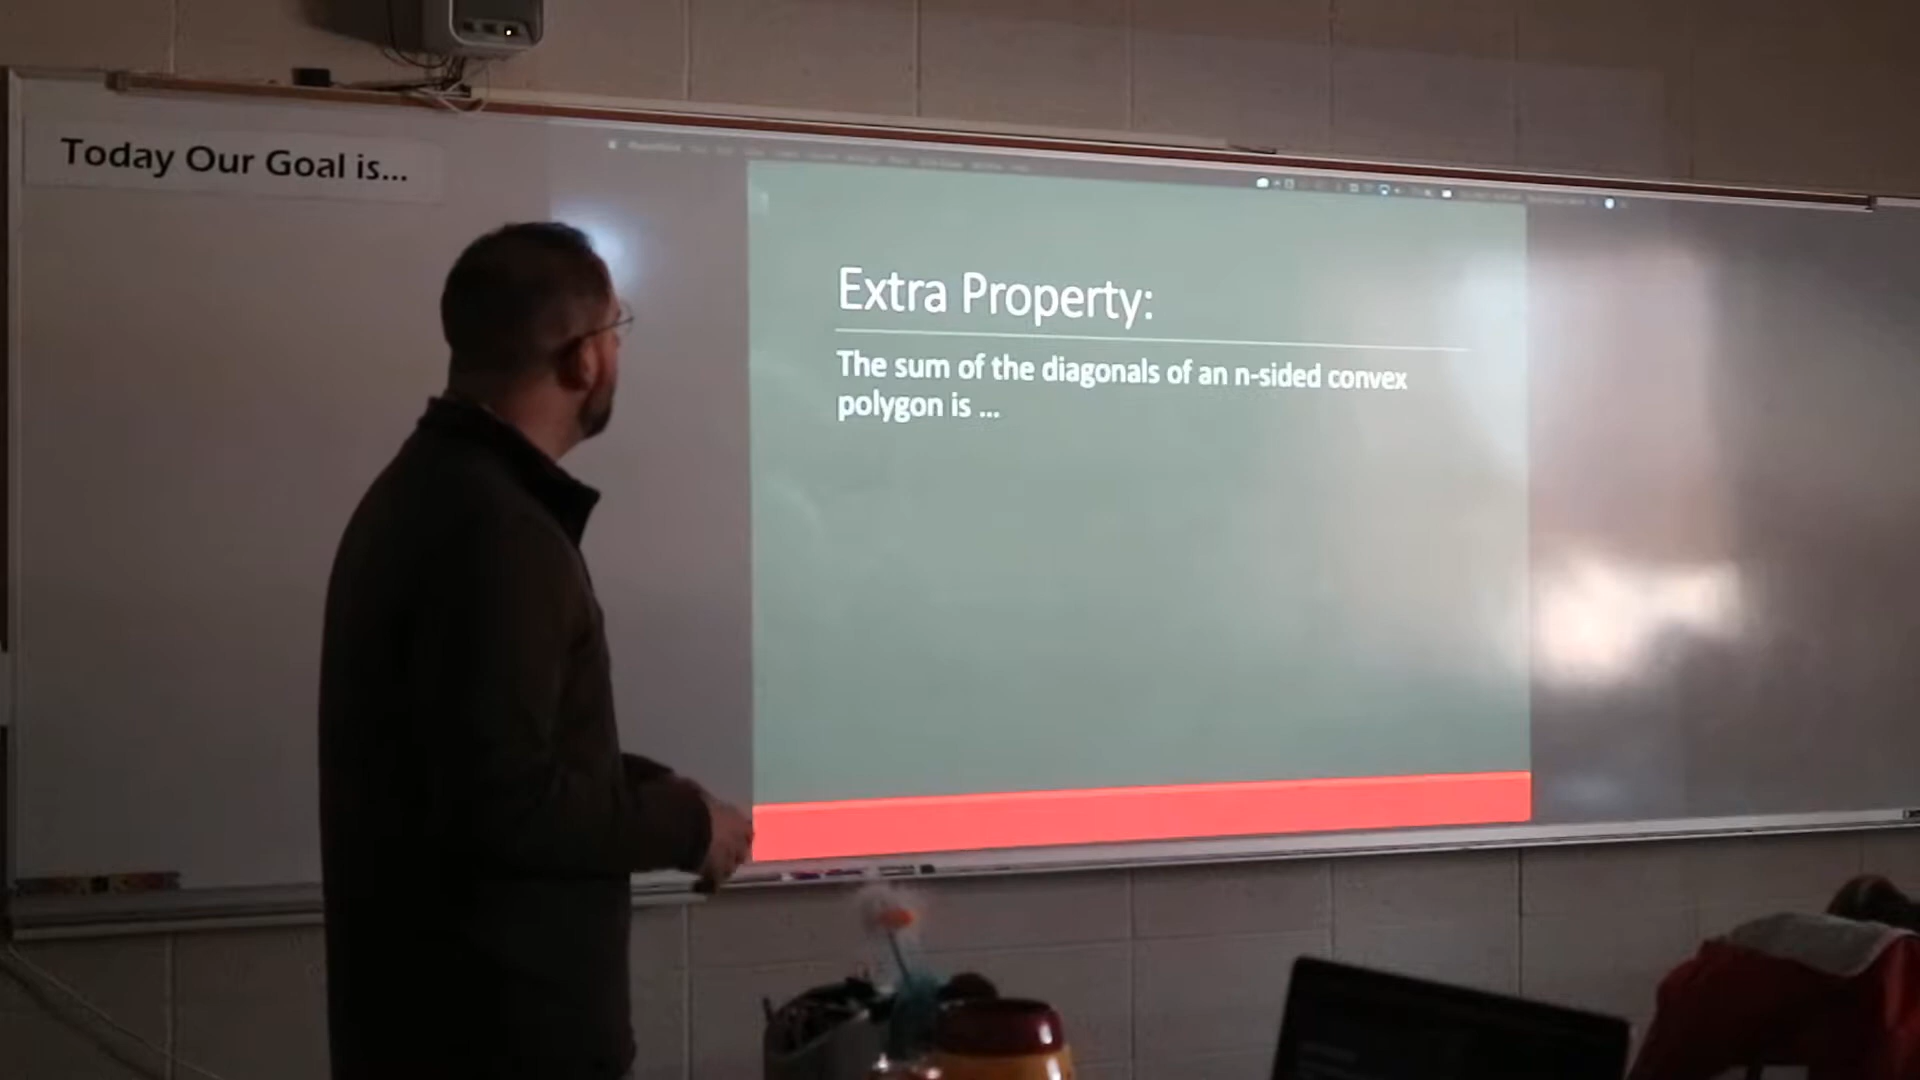 Today Our Goal is...
Extra Property:
The sum of the diagonals of an n-sided convex
polygon is ...